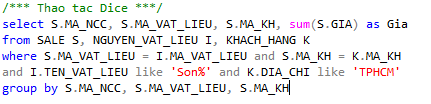 /*** Thao tac Dice ***/
select S.MA_NCC, S.MA_VAT_LIEU, S.MA_KH, sum(S.GIA) as Gia
from SALE S, NGUYEN_VAT_LIEU I, KHACH_HANG K
where S.MA_VAT_LIEU = I.MA_VAT_LIEU and S.MA_KH = K.MA_KH
and I.TEN_VAT_LIEU like 'Son%' and K.DIA_CHI like 'TPHCM'
group by S.MA_NCC, S.MA_VAT_LIEU, S.MA_KH